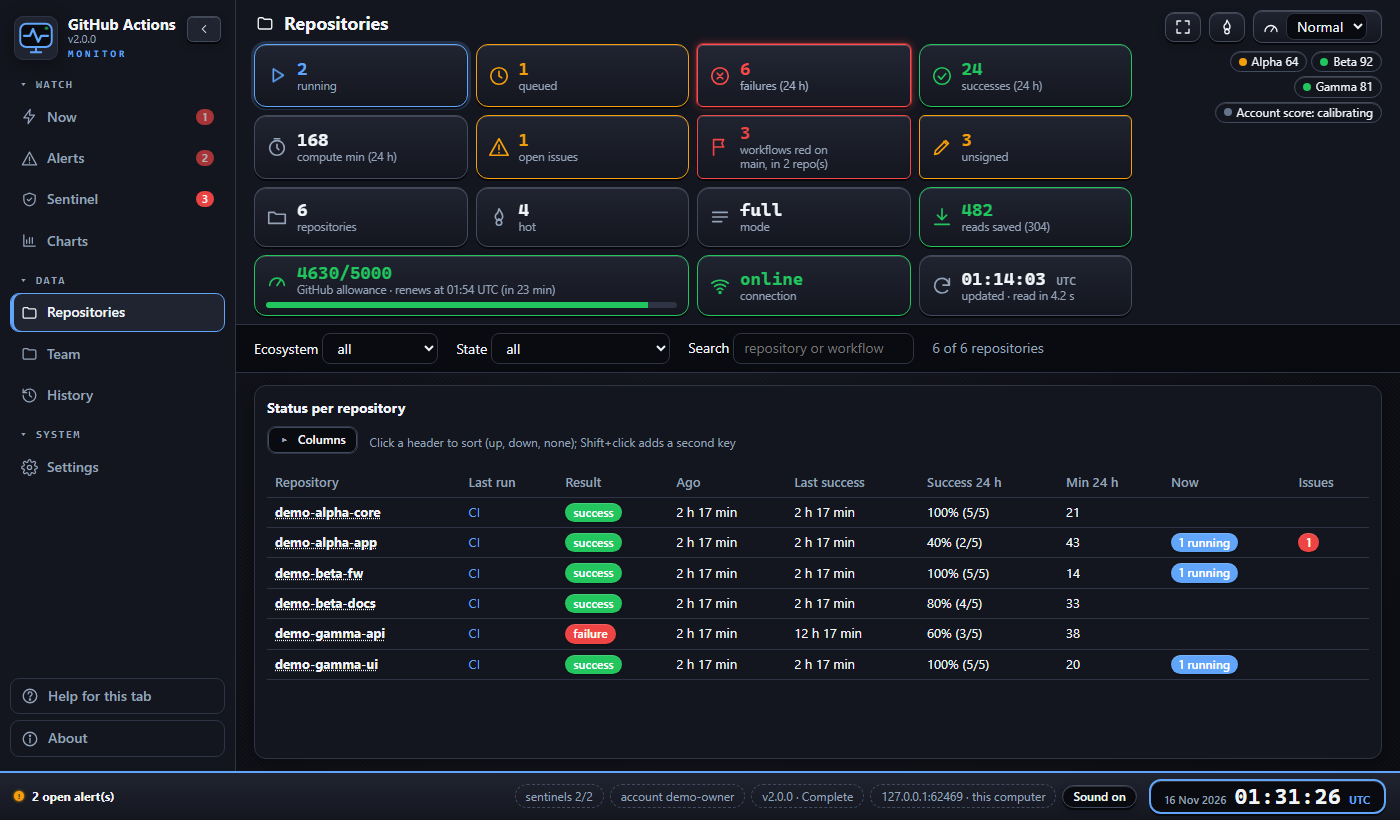 GitHub Actions
v2.0.0
MONITOR
WATCH
Now 1
Alerts 2
Sentinel 3
Charts
DATA
Repositories
Team
History
SYSTEM
Settings
Help for this tab
About
Repositories
Normal
Alpha 64
Beta 92
Gamma 81
Account score: calibrating
2
running
1
queued
6
failures (24 h)
24
successes (24 h)
168
compute min (24 h)
1
open issues
3
workflows red on
main, in 2 repo(s)
3
unsigned
6
repositories
4
hot
full
mode
482
reads saved (304)
4630/5000
GitHub allowance · renews at 01:54 UTC (in 23 min)
online
connection
01:14:03 UTC
updated · read in 4.2 s
Ecosystem all State all Search repository or workflow 6 of 6 repositories
Status per repository
Columns Click a header to sort (up, down, none); Shift+click adds a second key
Repository Last run Result Ago Last success Success 24 h Min 24 h Now Issues
demo-alpha-core CI success 2 h 17 min 2 h 17 min 100% (5/5) 21
demo-alpha-app CI success 2 h 17 min 2 h 17 min 40% (2/5) 43 1 running 1
demo-beta-fw CI success 2 h 17 min 2 h 17 min 100% (5/5) 14 1 running
demo-beta-docs CI success 2 h 17 min 2 h 17 min 80% (4/5) 33
demo-gamma-api CI failure 2 h 17 min 12 h 17 min 60% (3/5) 38
demo-gamma-ui CI success 2 h 17 min 2 h 17 min 100% (5/5) 20 1 running
2 open alert(s)
sentinels 2/2
account demo-owner
v2.0.0 · Complete
127.0.0.1:62469 · this computer
Sound on
16 Nov 2026 01:31:26 UTC